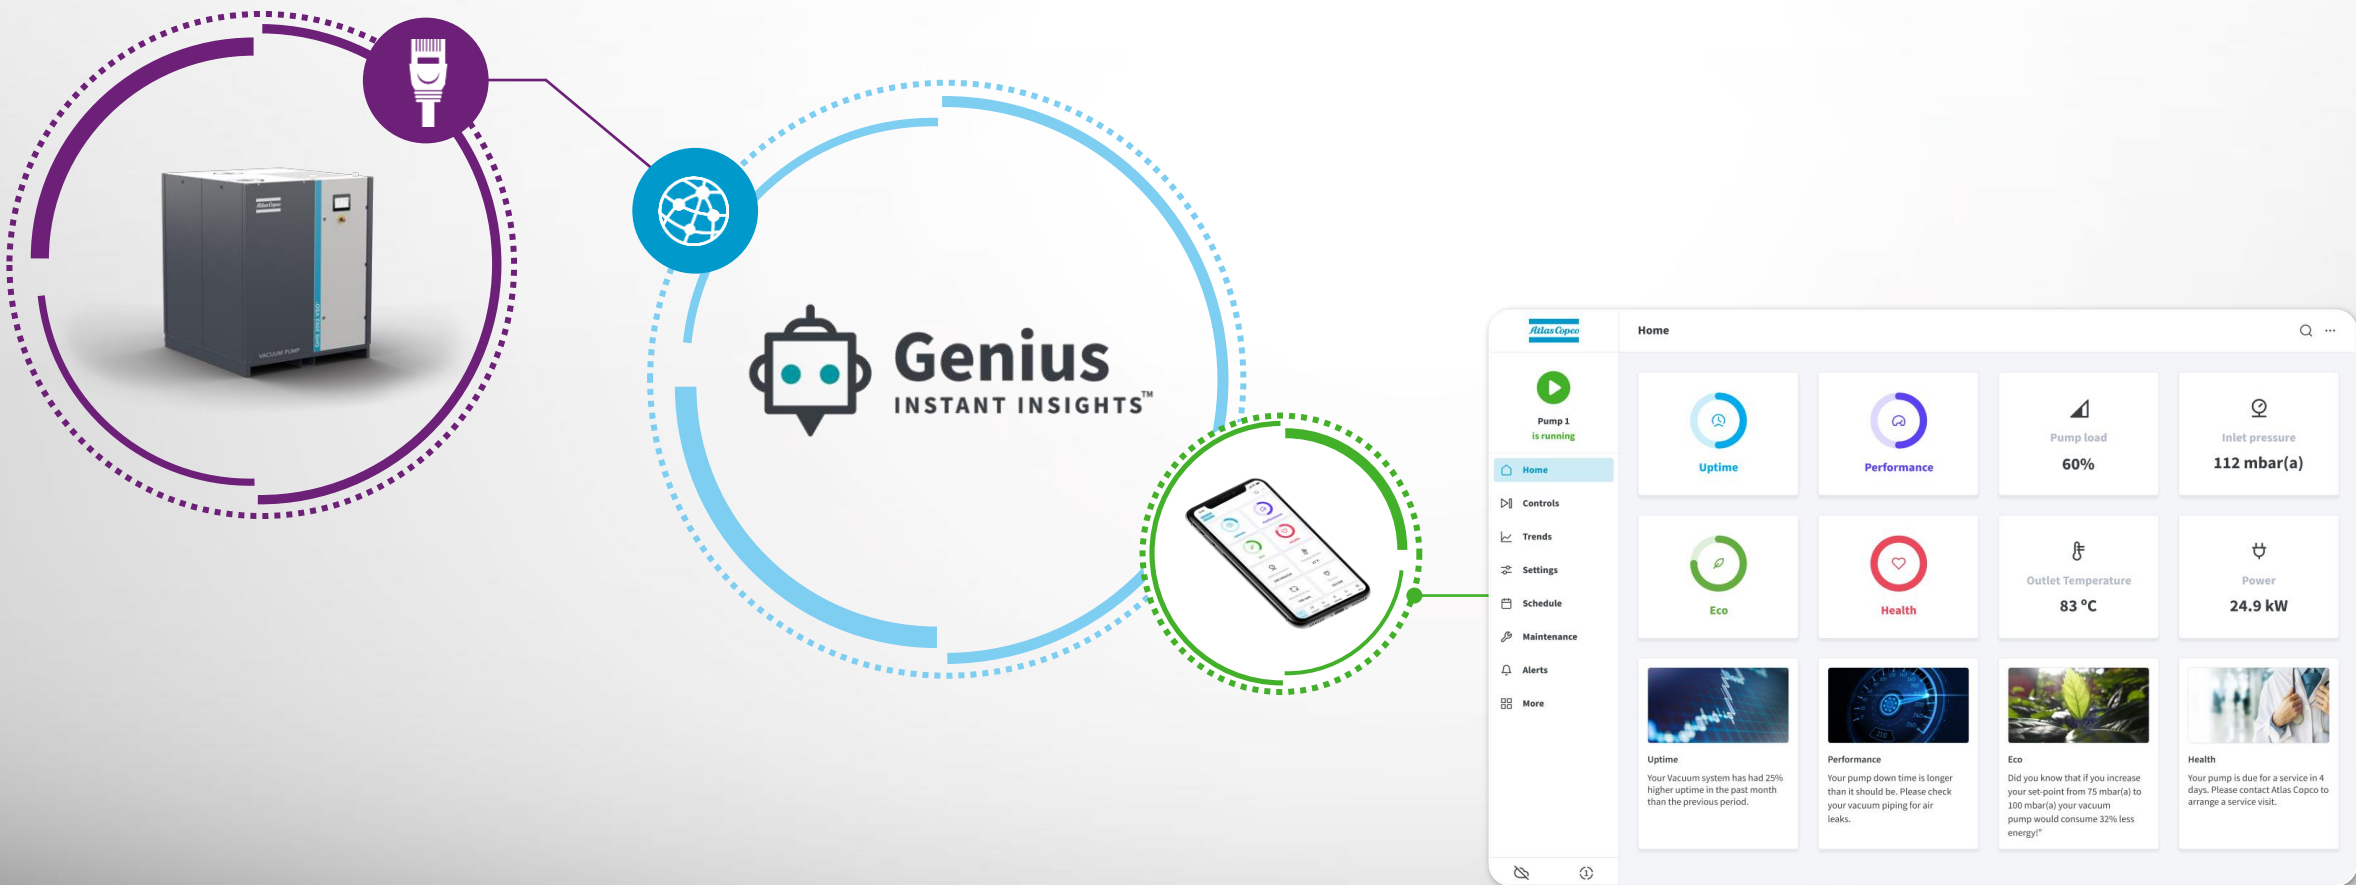 Atlas Copco
VACUUM PUMP
Genius
INSTANT INSIGHTS™
Atlas Copco
Home
Pump 1
is running
Home
Controls
Trends
Settings
Schedule
Maintenance
Alerts
More
Uptime
Performance
Pump load
60%
Inlet pressure
112 mbar(a)
Eco
Health
Outlet Temperature
83 °C
Power
24.9 kW
Uptime
Your Vacuum system has had 25%
higher uptime in the past month
than the previous period.
Performance
Your pump down time is longer
than it should be. Please check
your vacuum piping for air
leaks.
Eco
Did you know that if you increase
your set-point from 75 mbar(a) to
100 mbar(a) your vacuum
pump would consume 32% less
energy!"
Health
Your pump is due for a service in 4
days. Please contact Atlas Copco to
arrange a service visit.